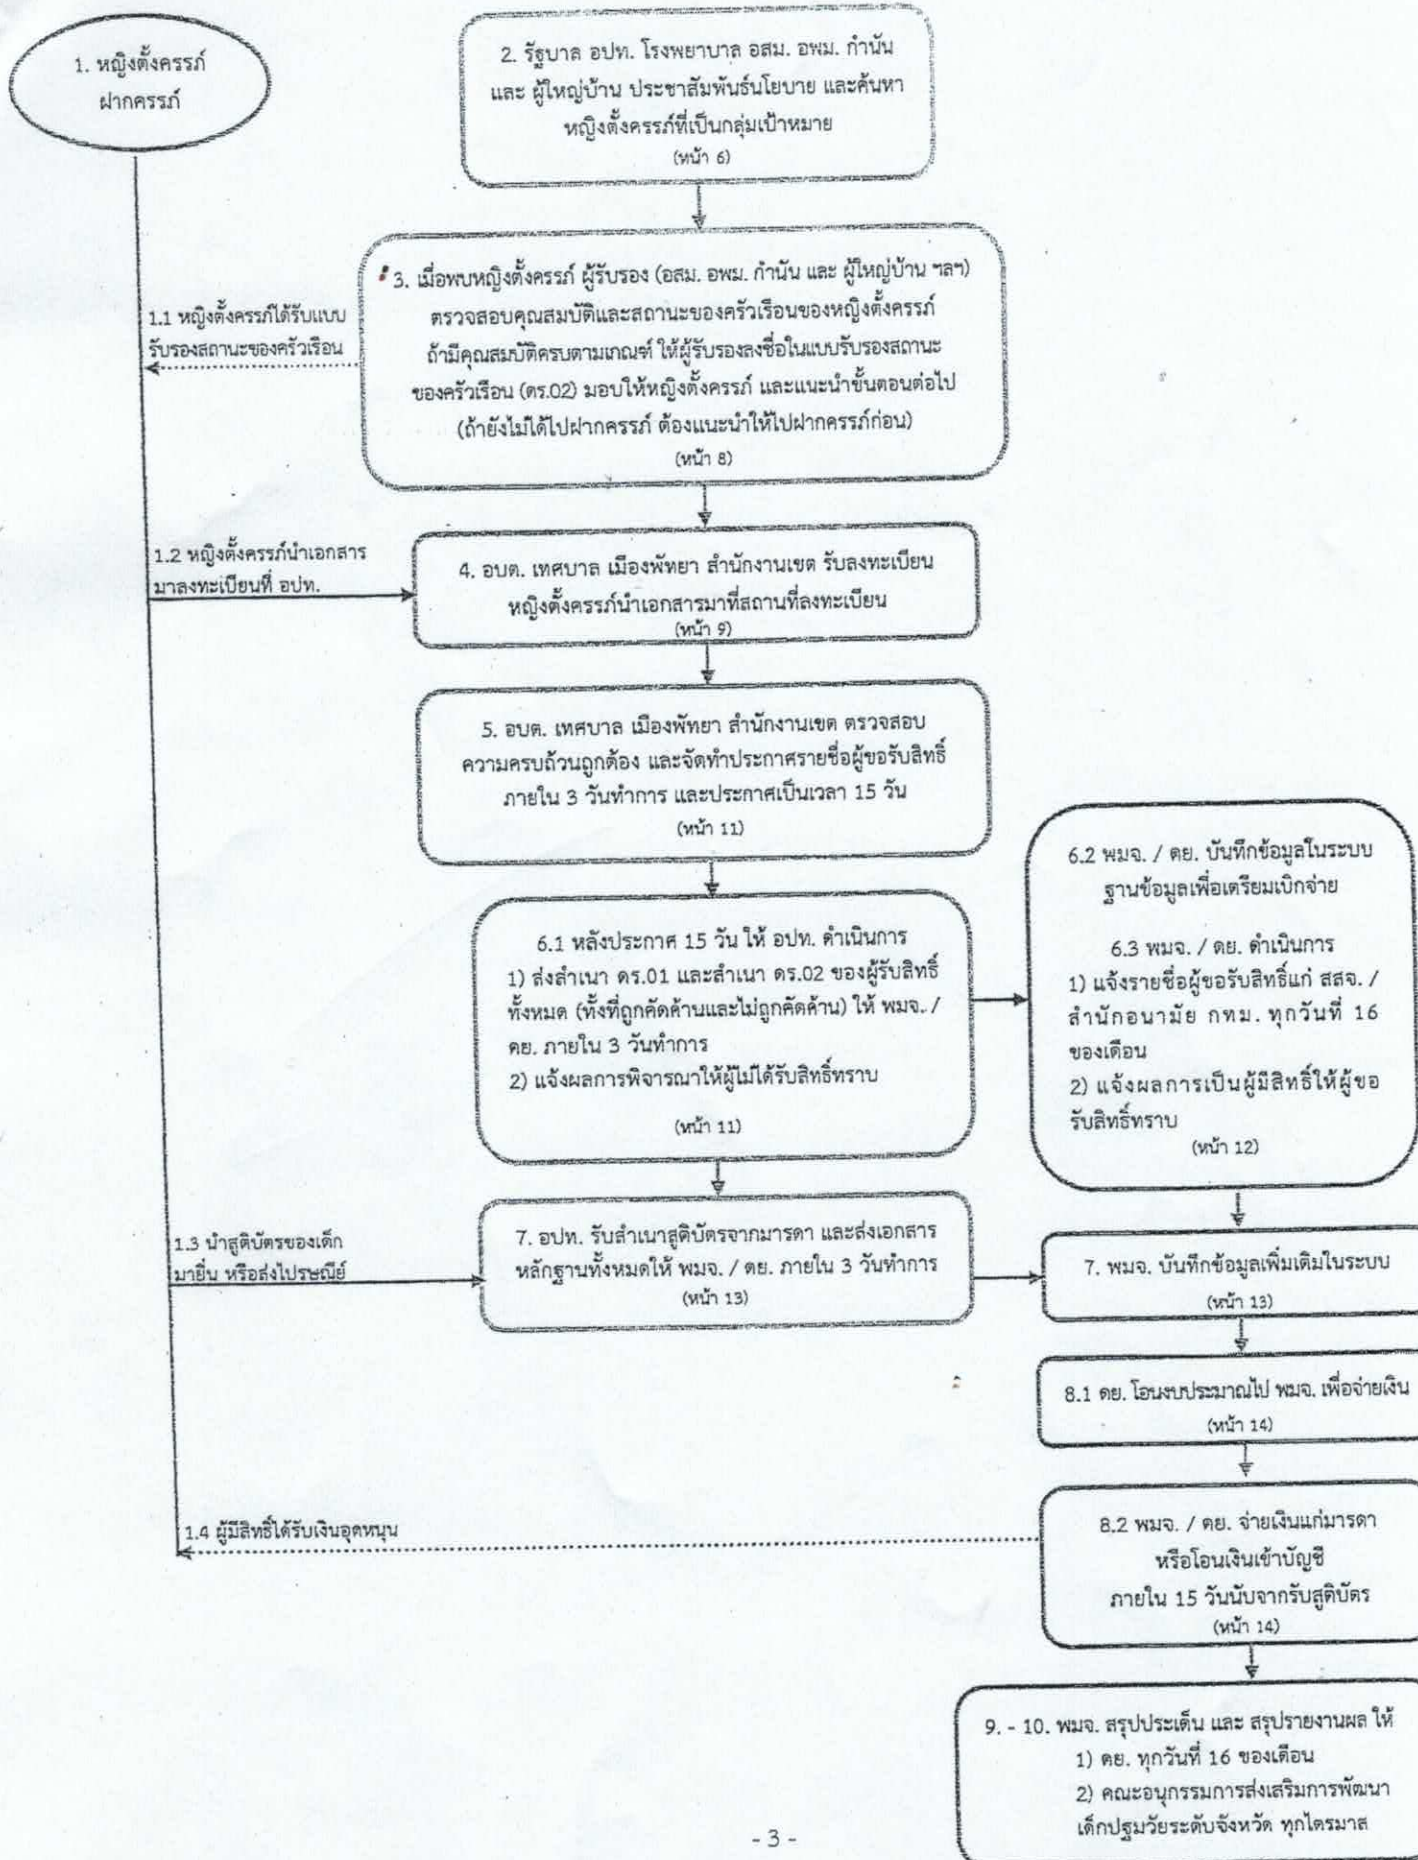 1. หญิงตั้งครรภ์
ฝากครรภ์
2. รัฐบาล อปท. โรงพยาบาล อสม. อพม. กำนัน
และ ผู้ใหญ่บ้าน ประชาสัมพันธ์นโยบาย และค้นหา
หญิงตั้งครรภ์ที่เป็นกลุ่มเป้าหมาย
(หน้า 6)
3. เมื่อพบหญิงตั้งครรภ์ ผู้รับรอง (อสม. อพม. กำนัน และ ผู้ใหญ่บ้าน ฯลฯ)
ตรวจสอบคุณสมบัติและสถานะของครัวเรือนของหญิงตั้งครรภ์
ถ้ามีคุณสมบัติครบตามเกณฑ์ ให้ผู้รับรองลงชื่อในแบบรับรองสถานะ
ของครัวเรือน (ดร.02) มอบให้หญิงตั้งครรภ์ และแนะนำขั้นตอนต่อไป
(ถ้ายังไม่ได้ไปฝากครรภ์ ต้องแนะนำให้ไปฝากครรภ์ก่อน)
(หน้า 8)
1.1 หญิงตั้งครรภ์ได้รับแบบ
รับรองสถานะของครัวเรือน
1.2 หญิงตั้งครรภ์นำเอกสาร
มาลงทะเบียนที่ อปท.
4. อบต. เทศบาล เมืองพัทยา สำนักงานเขต รับลงทะเบียน
หญิงตั้งครรภ์นำเอกสารมาที่สถานที่ลงทะเบียน
(หน้า 9)
5. อบต. เทศบาล เมืองพัทยา สำนักงานเขต ตรวจสอบ
ความครบถ้วนถูกต้อง และจัดทำประกาศรายชื่อผู้ขอรับสิทธิ์
ภายใน 3 วันทำการ และประกาศเป็นเวลา 15 วัน
(หน้า 11)
6.1 หลังประกาศ 15 วัน ให้ อปท. ดำเนินการ
1) ส่งสำเนา ดร.01 และสำเนา ดร.02 ของผู้รับสิทธิ์
ทั้งหมด (ทั้งที่ถูกคัดค้านและไม่ถูกคัดค้าน) ให้ พมจ. /
ดย. ภายใน 3 วันทำการ
2) แจ้งผลการพิจารณาให้ผู้ไม่ได้รับสิทธิ์ทราบ
(หน้า 11)
6.2 พมจ. / ดย. บันทึกข้อมูลในระบบ
ฐานข้อมูลเพื่อเตรียมเบิกจ่าย
6.3 พมจ. / ดย. ดำเนินการ
1) แจ้งรายชื่อผู้ขอรับสิทธิ์แก่ สสจ. /
สำนักอนามัย กทม. ทุกวันที่ 16
ของเดือน
2) แจ้งผลการเป็นผู้มีสิทธิ์ให้ผู้ขอ
รับสิทธิ์ทราบ
(หน้า 12)
1.3 นำสูติบัตรของเด็ก
มายื่น หรือส่งไปรษณีย์
7. อปท. รับสำเนาสูติบัตรจากมารดา และส่งเอกสาร
หลักฐานทั้งหมดให้ พมจ. / ดย. ภายใน 3 วันทำการ
(หน้า 13)
7. พมจ. บันทึกข้อมูลเพิ่มเติมในระบบ
(หน้า 13)
8.1 ดย. โอนงบประมาณไป พมจ. เพื่อจ่ายเงิน
(หน้า 14)
1.4 ผู้มีสิทธิ์ได้รับเงินอุดหนุน
8.2 พมจ. / ดย. จ่ายเงินแก่มารดา
หรือโอนเงินเข้าบัญชี
ภายใน 15 วันนับจากรับสูติบัตร
(หน้า 14)
9. - 10. พมจ. สรุปประเด็น และ สรุปรายงานผล ให้
1) ดย. ทุกวันที่ 16 ของเดือน
2) คณะอนุกรรมการส่งเสริมการพัฒนา
เด็กปฐมวัยระดับจังหวัด ทุกไตรมาส
- 3 -